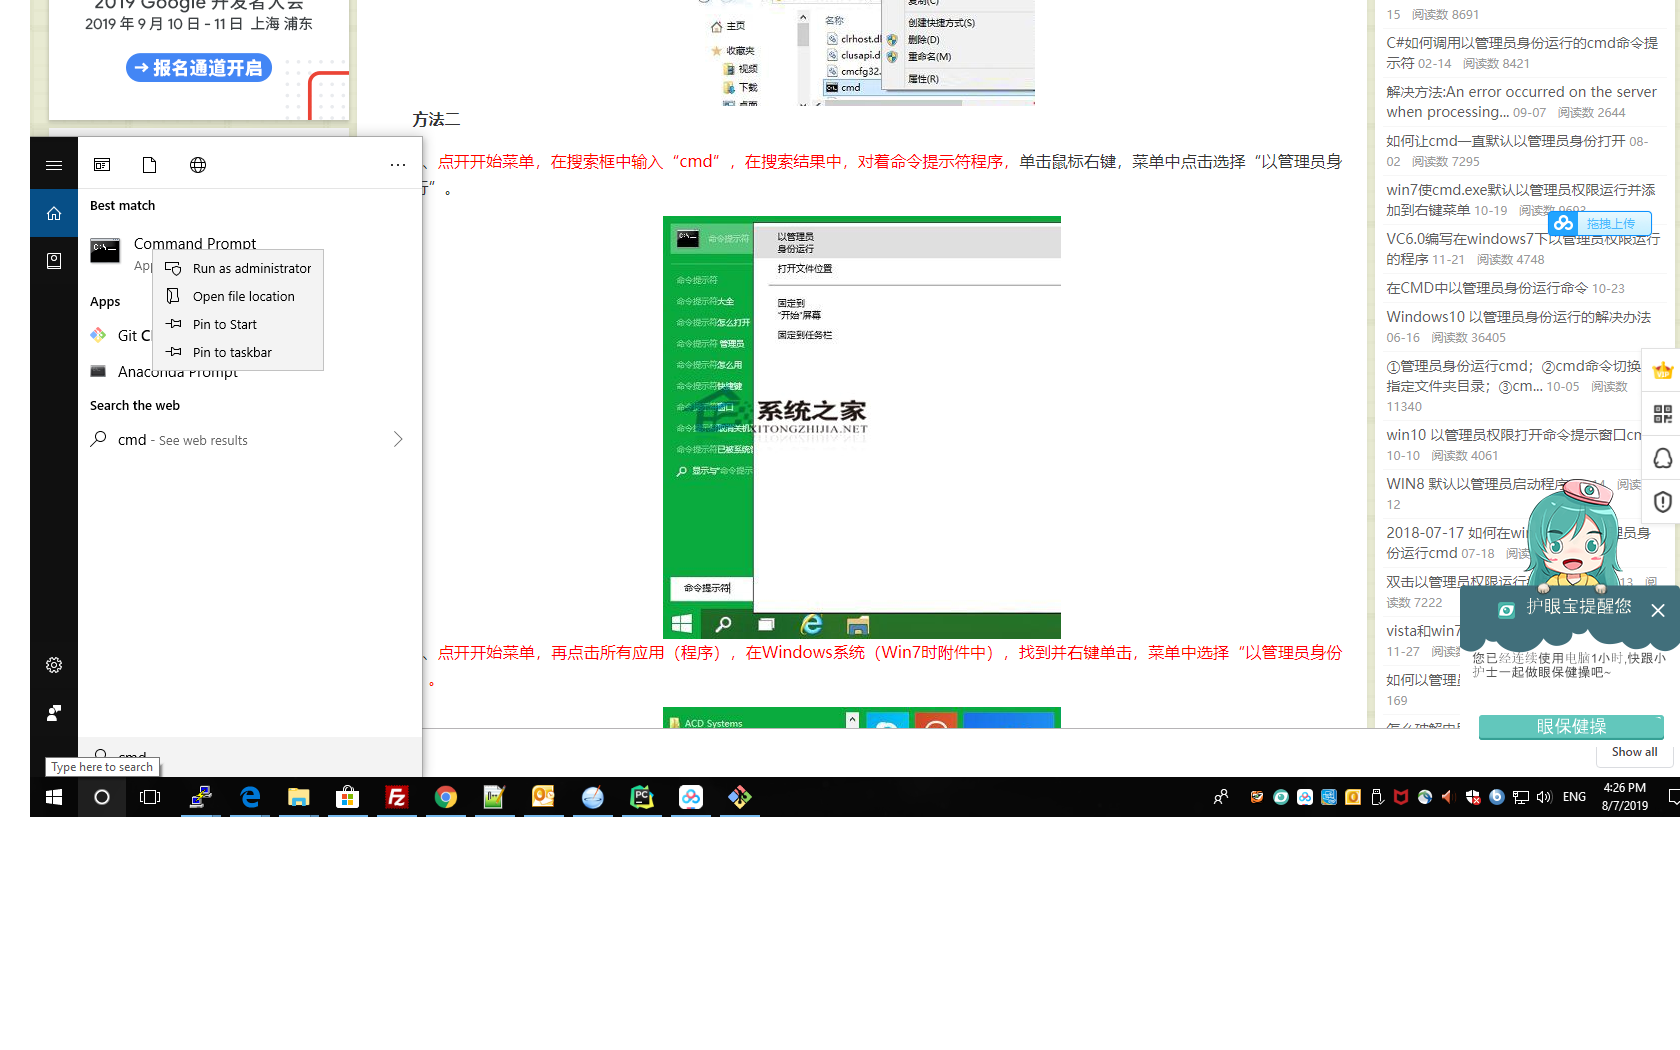 2019 Google 开发者大会
2019 年 9 月 10 日 - 11 日 上海 浦东
报名通道开启
主页
收藏夹
视频
下载
桌面
名称
clrhost.dl
clusapi.d
cmcfg32.
cmd
复制(C)
创建快捷方式(S)
删除(D)
重命名(M)
属性(R)
方法二
、点开开始菜单，在搜索框中输入“cmd”，在搜索结果中，对着命令提示符程序，单击鼠标右键，菜单中点击选择“以管理员身
行”。
Best match
Command Prompt
App
Run as administrator
Open file location
Pin to Start
Pin to taskbar
Apps
Git C
Anaconda Prompt
Search the web
cmd - See web results
cmd
Type here to search
命令提示符
以管理员
身份运行
打开文件位置
固定到
“开始”屏幕
固定到任务栏
命令提示符
命令提示符大全
命令提示符怎么打开
命令提示符 管理员
命令提示符怎么用
命令提示符快捷键
命令提示符窗口
命令提示符取消关机
命令提示符已被系统
显示与“命令提示
系统之家
XITONGZHIJIA.NET
命令提示符
、点开开始菜单，再点击所有应用（程序），在Windows系统（Win7时附件中），找到并右键单击，菜单中选择“以管理员身份
。
ACD Systems
15 阅读数 8691
C#如何调用以管理员身份运行的cmd命令提
示符 02-14 阅读数 8421
解决方法:An error occurred on the server
when processing... 09-07 阅读数 2644
如何让cmd一直默认以管理员身份打开 08-
02 阅读数 7295
win7使cmd.exe默认以管理员权限运行并添
加到右键菜单 10-19 阅读数 9693
拖拽上传
VC6.0编写在windows7下以管理员权限运行
的程序 11-21 阅读数 4748
在CMD中以管理员身份运行命令 10-23
Windows10 以管理员身份运行的解决办法
06-16 阅读数 36405
①管理员身份运行cmd；②cmd命令切换
指定文件夹目录；③cm... 10-05 阅读数
11340
win10 以管理员权限打开命令提示窗口cm
10-10 阅读数 4061
WIN8 默认以管理员启动程序 14 阅读
12
2018-07-17 如何在win 理员身
份运行cmd 07-18 阅读
双击以管理员权限运行 13 阅
读数 7222
vista和win7
11-27 阅读
如何以管理员
169
护眼宝提醒您
您已经连续使用电脑1小时,快跟小
护士一起做眼保健操吧~
眼保健操
Show all
ENG
4:26 PM
8/7/2019